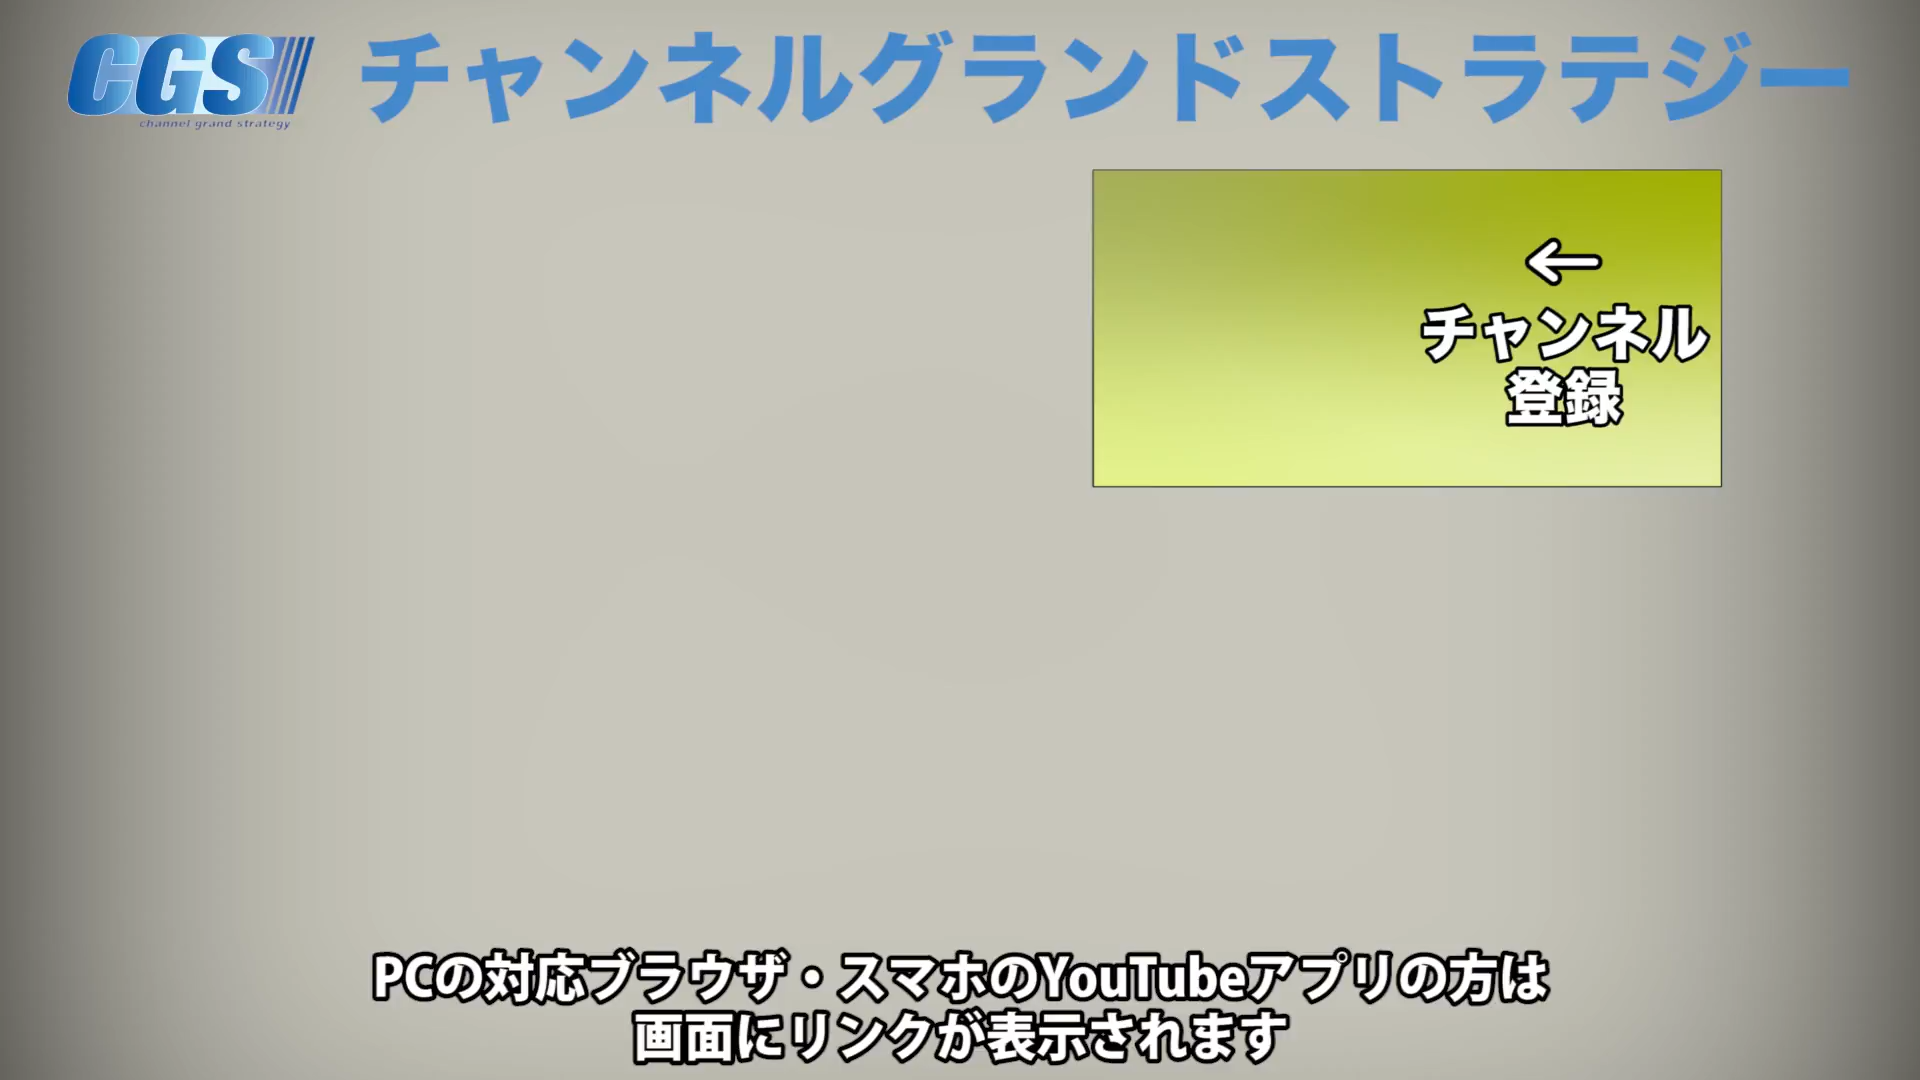 CGS
channel grand strategy
チャンネルグランドストラテジー
←
チャンネル
登録
PCの対応ブラウザ・スマホのYouTubeアプリの方は
画面にリンクが表示されます